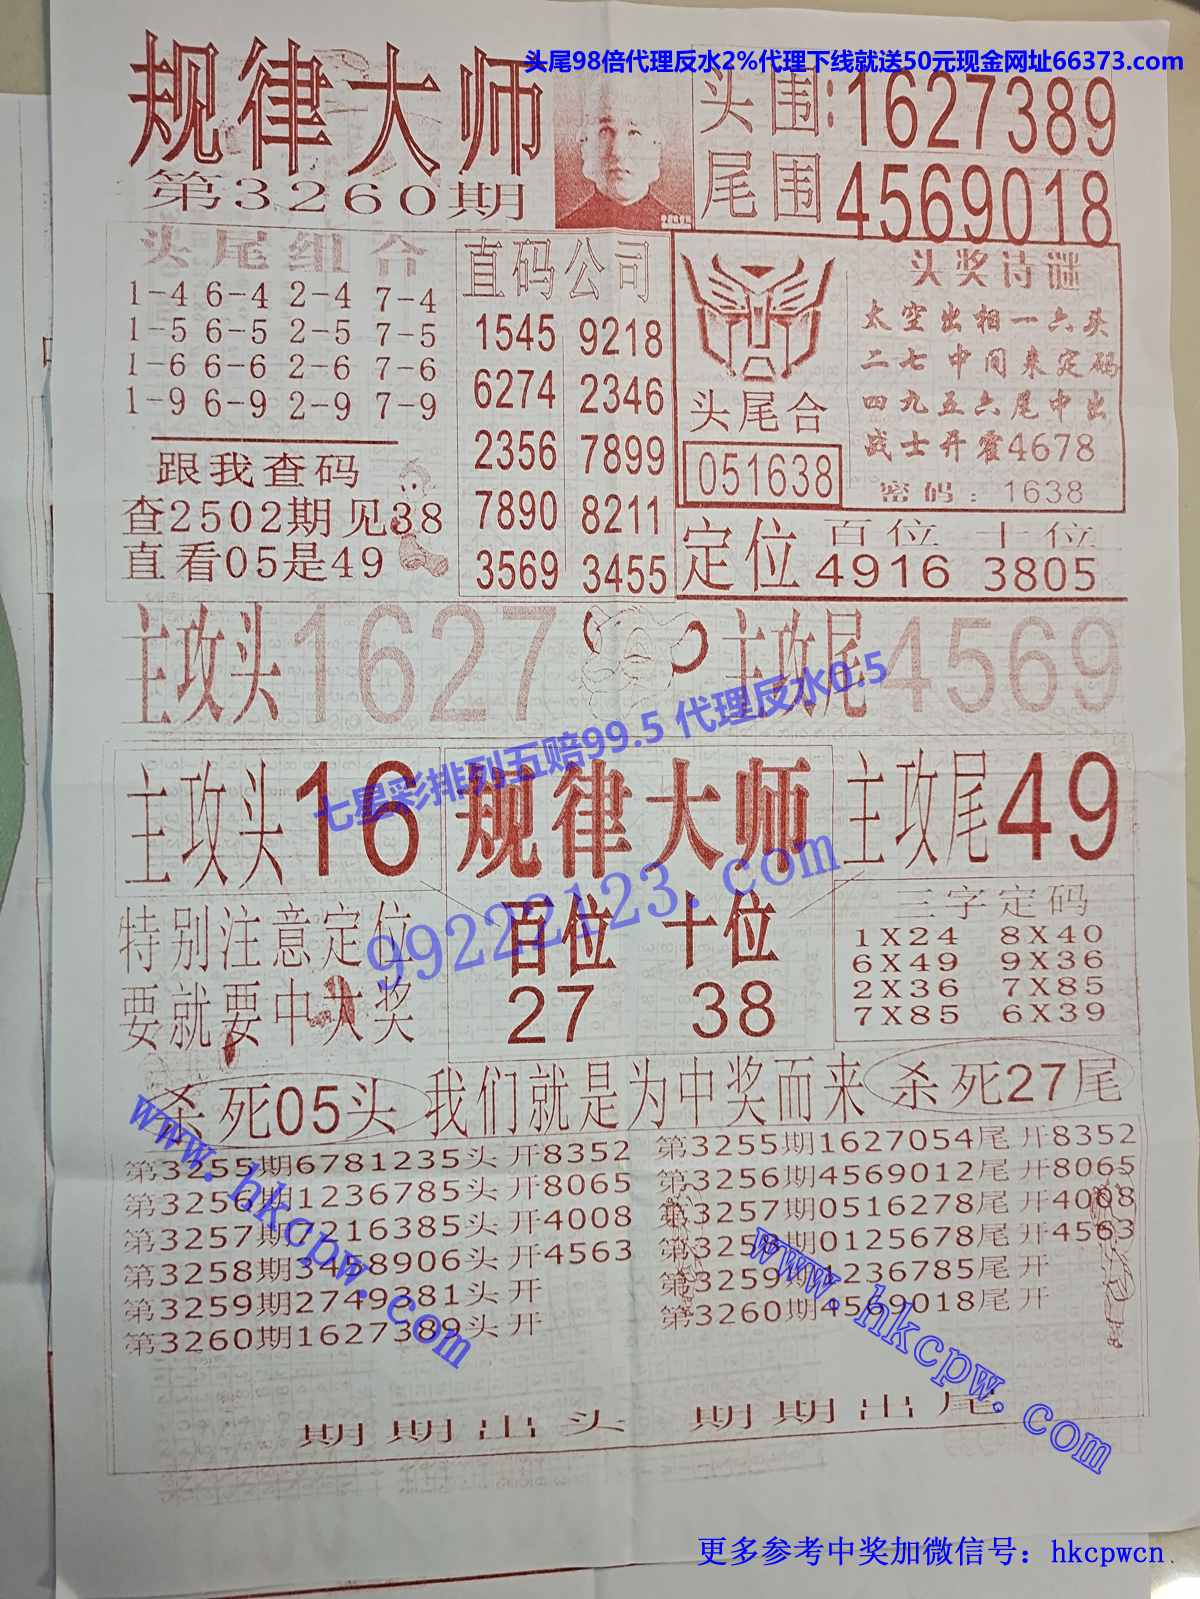 头尾98倍代理反水2%代理下线就送50元现金网址66373.com
规律大师
第3260期
头围:1627389
尾围4569018
头尾组合
1-4 6-4 2-4 7-4
1-5 6-5 2-5 7-5
1-6 6-6 2-6 7-6
1-9 6-9 2-9 7-9
跟我查码
查2502期见38
直看05是49
直码公司
1545 9218
6274 2346
2356 7899
7890 8211
3569 3455
头尾合
051638
头奖诗谜
太空出相一六头
二七中间来定码
四九五六尾中出
战士开霍4678
密码：1638
定位
百位 十位
4916 3805
主攻头1627
主攻尾4569
七星彩排列五赔99.5 代理反水0.5
主攻头16
规律大师
主攻尾49
99222123.com
特别注意定位
要就要中大奖
百位 十位
27 38
三字定码
1X24 8X40
6X49 9X36
2X36 7X85
7X85 6X39
杀死05头
我们就是为中奖而来
杀死27尾
第3255期6781235头开8352
第3256期1236785头开8065
第3257期7216385头开4008
第3258期3458906头开4563
第3259期2749381头开
第3260期1627389头开
第3255期1627054尾开8352
第3256期4569012尾开8065
第3257期0516278尾开4008
第3258期0125678尾开4563
第3259期1236785尾开
第3260期4569018尾开
www.hkcpw.com
www.hkcpw.com
期期出头 期期出尾
更多参考中奖加微信号：hkcpwcn.